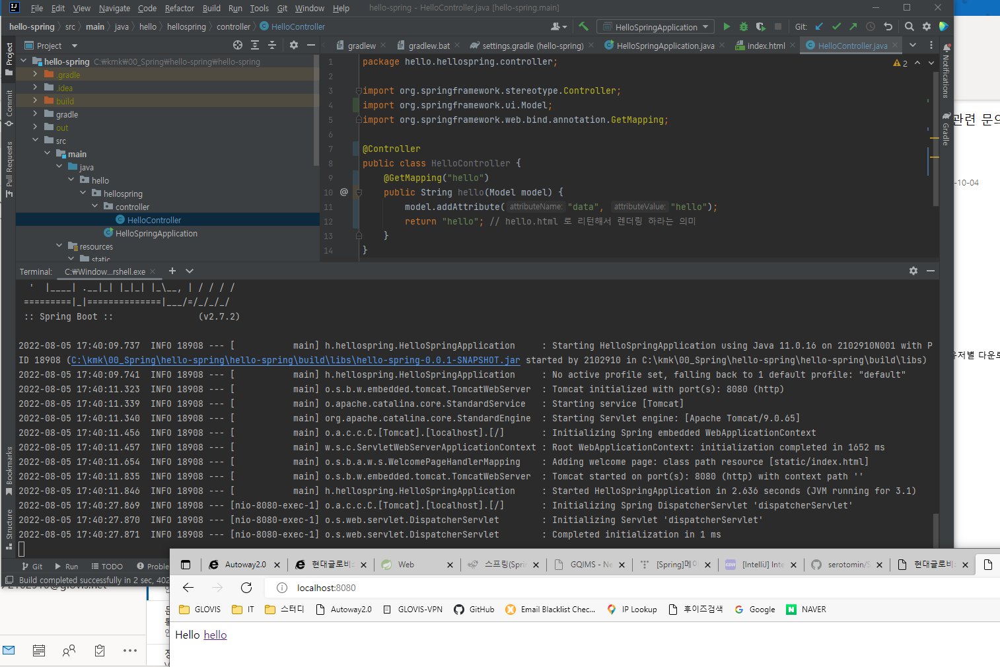 File Edit View Navigate Code Refactor Build Run Tools Git Window Help hello-spring - HelloController.java [hello-spring.main]
hello-spring src main java hello hellospring controller HelloController HelloSpringApplication Git:
Project gradlew gradlew.bat settings.gradle (hello-spring) HelloSpringApplication.java index.html HelloController.java
Project
Commit
Pull Requests
Bookmarks
Structure
Notifications
Gradle
hello-spring C:₩kmk₩00_Spring₩hello-spring₩hello-spring
.gradle
.idea
build
gradle
out
src
main
java
hello
hellospring
controller
HelloController
HelloSpringApplication
resources
static
2
1 package hello.hellospring.controller;
2
3 import org.springframework.stereotype.Controller;
4 import org.springframework.ui.Model;
5 import org.springframework.web.bind.annotation.GetMapping;
6
7 @Controller
8 public class HelloController {
9 @GetMapping("hello")
10 @ public String hello(Model model) {
11 model.addAttribute( attributeName: "data", attributeValue: "hello");
12 return "hello"; // hello.html 로 리턴해서 렌더링 하라는 의미
13 }
14 }
Terminal: C:₩Window...rshell.exe
' |____| .__|_| |_|_| |_\__, | / / / /
=========|_|==============|___/=/_/_/_/
:: Spring Boot :: (v2.7.2)
2022-08-05 17:40:09.737 INFO 18908 --- [ main] h.hellospring.HelloSpringApplication : Starting HelloSpringApplication using Java 11.0.16 on 2102910N001 with P
ID 18908 (C:\kmk\00_Spring\hello-spring\hello-spring\build\libs\hello-spring-0.0.1-SNAPSHOT.jar started by 2102910 in C:\kmk\00_Spring\hello-spring\hello-spring\build\libs)
2022-08-05 17:40:09.741 INFO 18908 --- [ main] h.hellospring.HelloSpringApplication : No active profile set, falling back to 1 default profile: "default"
2022-08-05 17:40:11.323 INFO 18908 --- [ main] o.s.b.w.embedded.tomcat.TomcatWebServer : Tomcat initialized with port(s): 8080 (http)
2022-08-05 17:40:11.339 INFO 18908 --- [ main] o.apache.catalina.core.StandardService : Starting service [Tomcat]
2022-08-05 17:40:11.340 INFO 18908 --- [ main] org.apache.catalina.core.StandardEngine : Starting Servlet engine: [Apache Tomcat/9.0.65]
2022-08-05 17:40:11.456 INFO 18908 --- [ main] o.a.c.c.C.[Tomcat].[localhost].[/] : Initializing Spring embedded WebApplicationContext
2022-08-05 17:40:11.457 INFO 18908 --- [ main] w.s.c.ServletWebServerApplicationContext : Root WebApplicationContext: initialization completed in 1652 ms
2022-08-05 17:40:11.654 INFO 18908 --- [ main] o.s.b.a.w.s.WelcomePageHandlerMapping : Adding welcome page: class path resource [static/index.html]
2022-08-05 17:40:11.835 INFO 18908 --- [ main] o.s.b.w.embedded.tomcat.TomcatWebServer : Tomcat started on port(s): 8080 (http) with context path ''
2022-08-05 17:40:11.846 INFO 18908 --- [ main] h.hellospring.HelloSpringApplication : Started HelloSpringApplication in 2.636 seconds (JVM running for 3.1)
2022-08-05 17:40:27.869 INFO 18908 --- [nio-8080-exec-1] o.a.c.c.C.[Tomcat].[localhost].[/] : Initializing Spring DispatcherServlet 'dispatcherServlet'
2022-08-05 17:40:27.870 INFO 18908 --- [nio-8080-exec-1] o.s.web.servlet.DispatcherServlet : Initializing Servlet 'dispatcherServlet'
2022-08-05 17:40:27.871 INFO 18908 --- [nio-8080-exec-1] o.s.web.servlet.DispatcherServlet : Completed initialization in 1 ms
Git Run TODO Proble
Build completed successfully in 2 sec, 402
관련 문의
-10-04
유저별 다운로
Autoway2.0 현대글로비 Web 스프링(Sprin GQIMS - Ne [Spring]메이 [IntelliJ] Inte serotomin/S 현대글로비
localhost:8080
GLOVIS IT 스터디 Autoway2.0 GLOVIS-VPN GitHub Email Blacklist Chec... IP Lookup 후이즈검색 Google NAVER
Hello hello